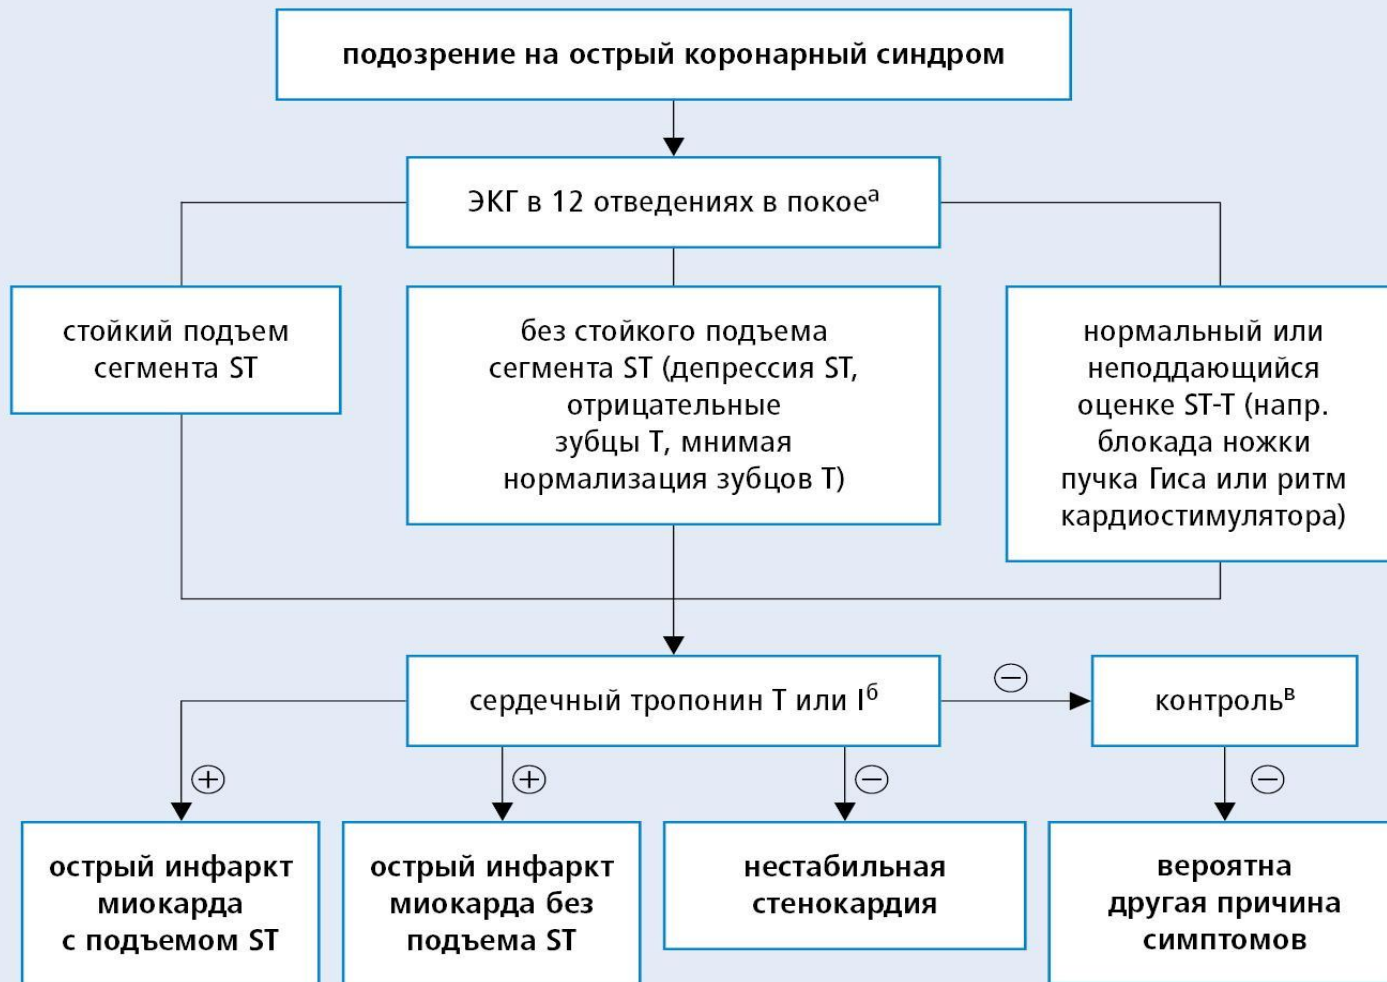 подозрение на острый коронарный синдром
ЭКГ в 12 отведениях в покоеᵃ
стойкий подъем
сегмента ST
без стойкого подъема
сегмента ST (депрессия ST,
отрицательные
зубцы T, мнимая
нормализация зубцов T)
нормальный или
неподдающийся
оценке ST-T (напр.
блокада ножки
пучка Гиса или ритм
кардиостимулятора)
сердечный тропонин T или Iб
⊖
контрольв
⊕
⊕
⊖
⊖
острый инфаркт
миокарда
с подъемом ST
острый инфаркт
миокарда без
подъема ST
нестабильная
стенокардия
вероятна
другая причина
симптомов